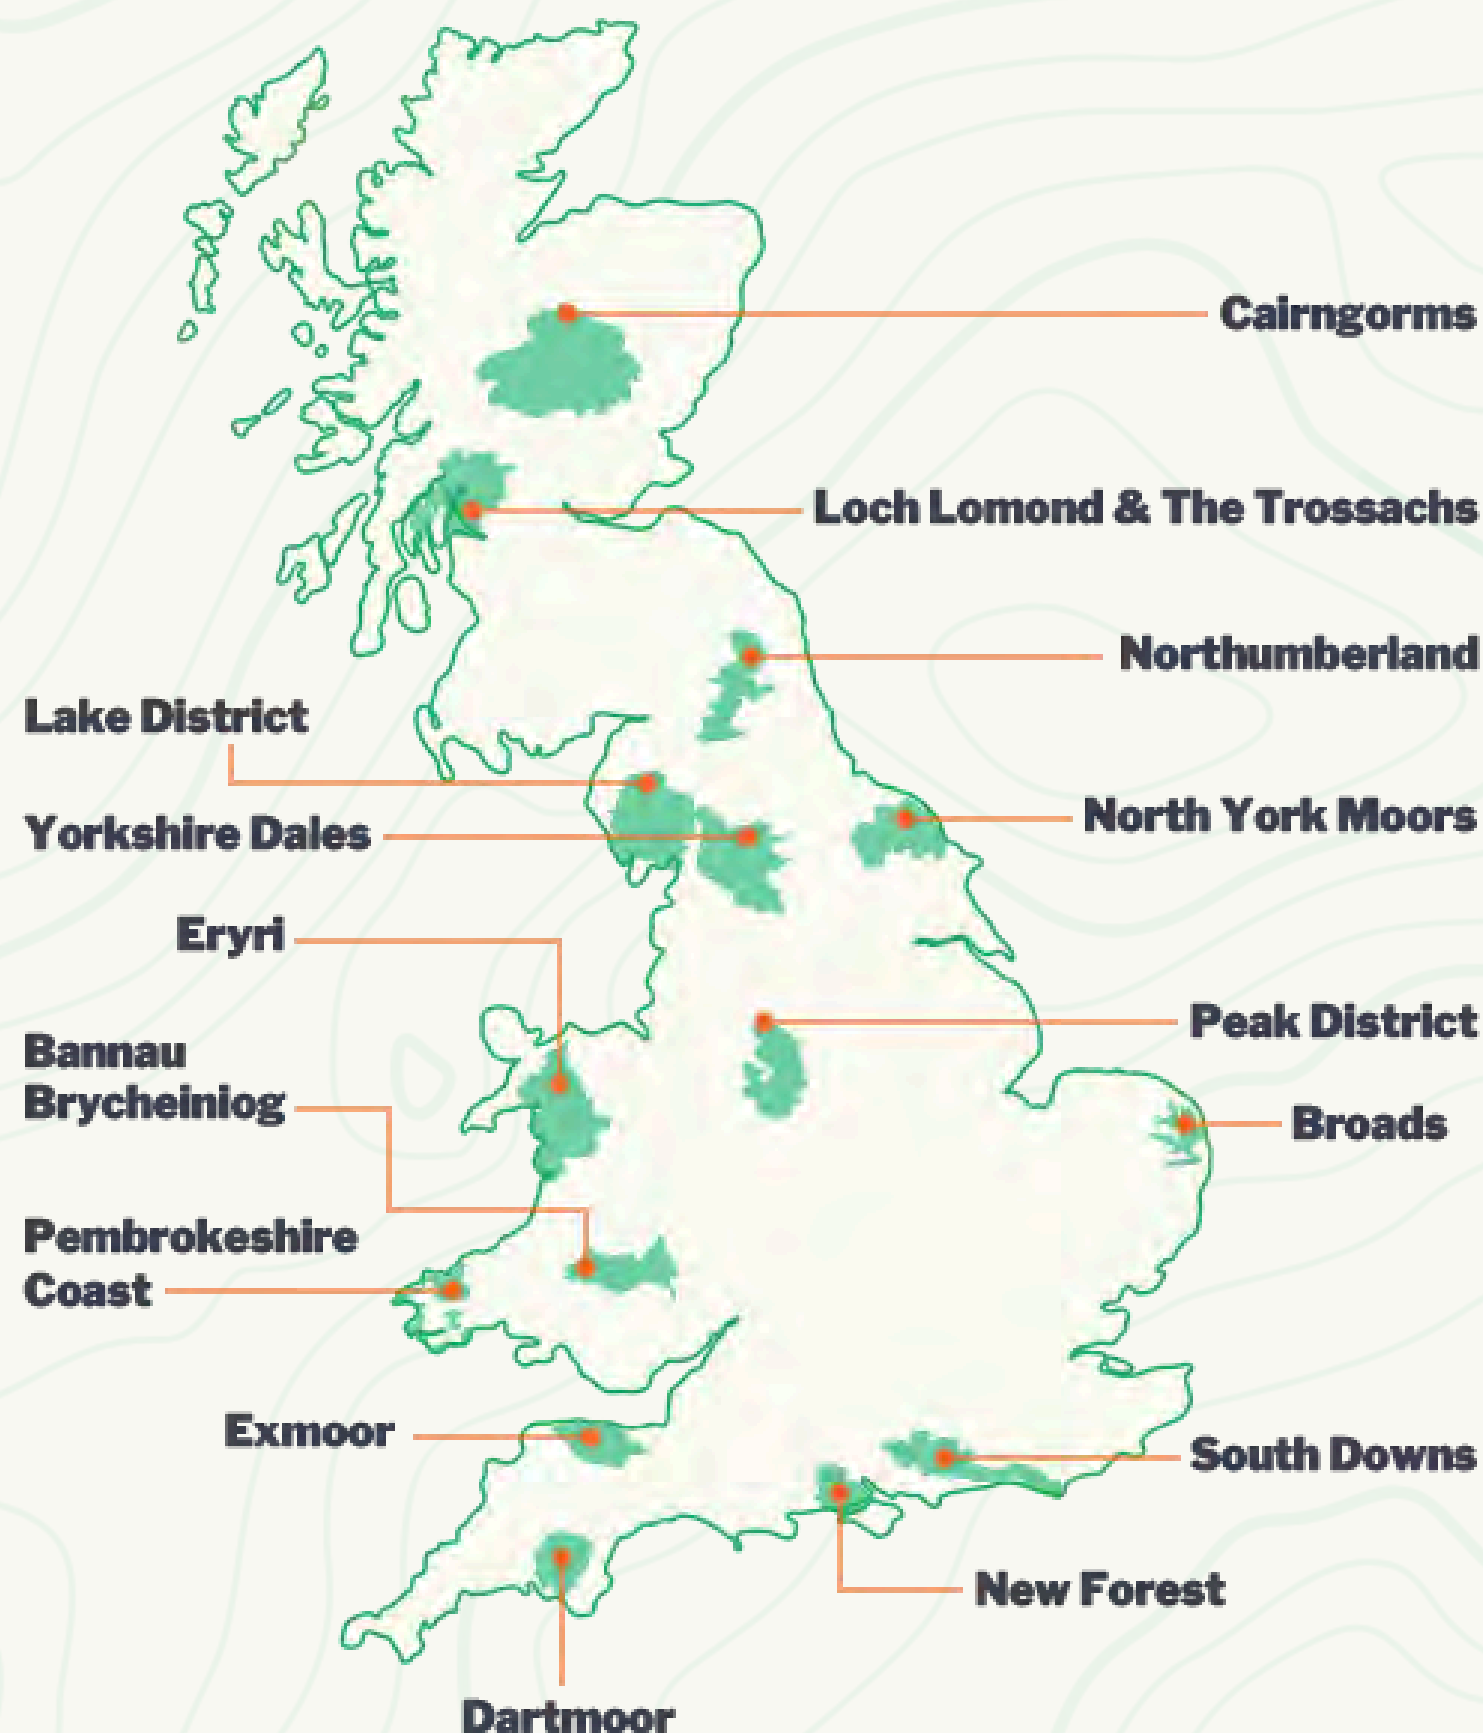 Cairngorms
Loch Lomond & The Trossachs
Northumberland
Lake District
North York Moors
Yorkshire Dales
Eryri
Peak District
Bannau
Brycheiniog
Broads
Pembrokeshire
Coast
Exmoor
South Downs
New Forest
Dartmoor